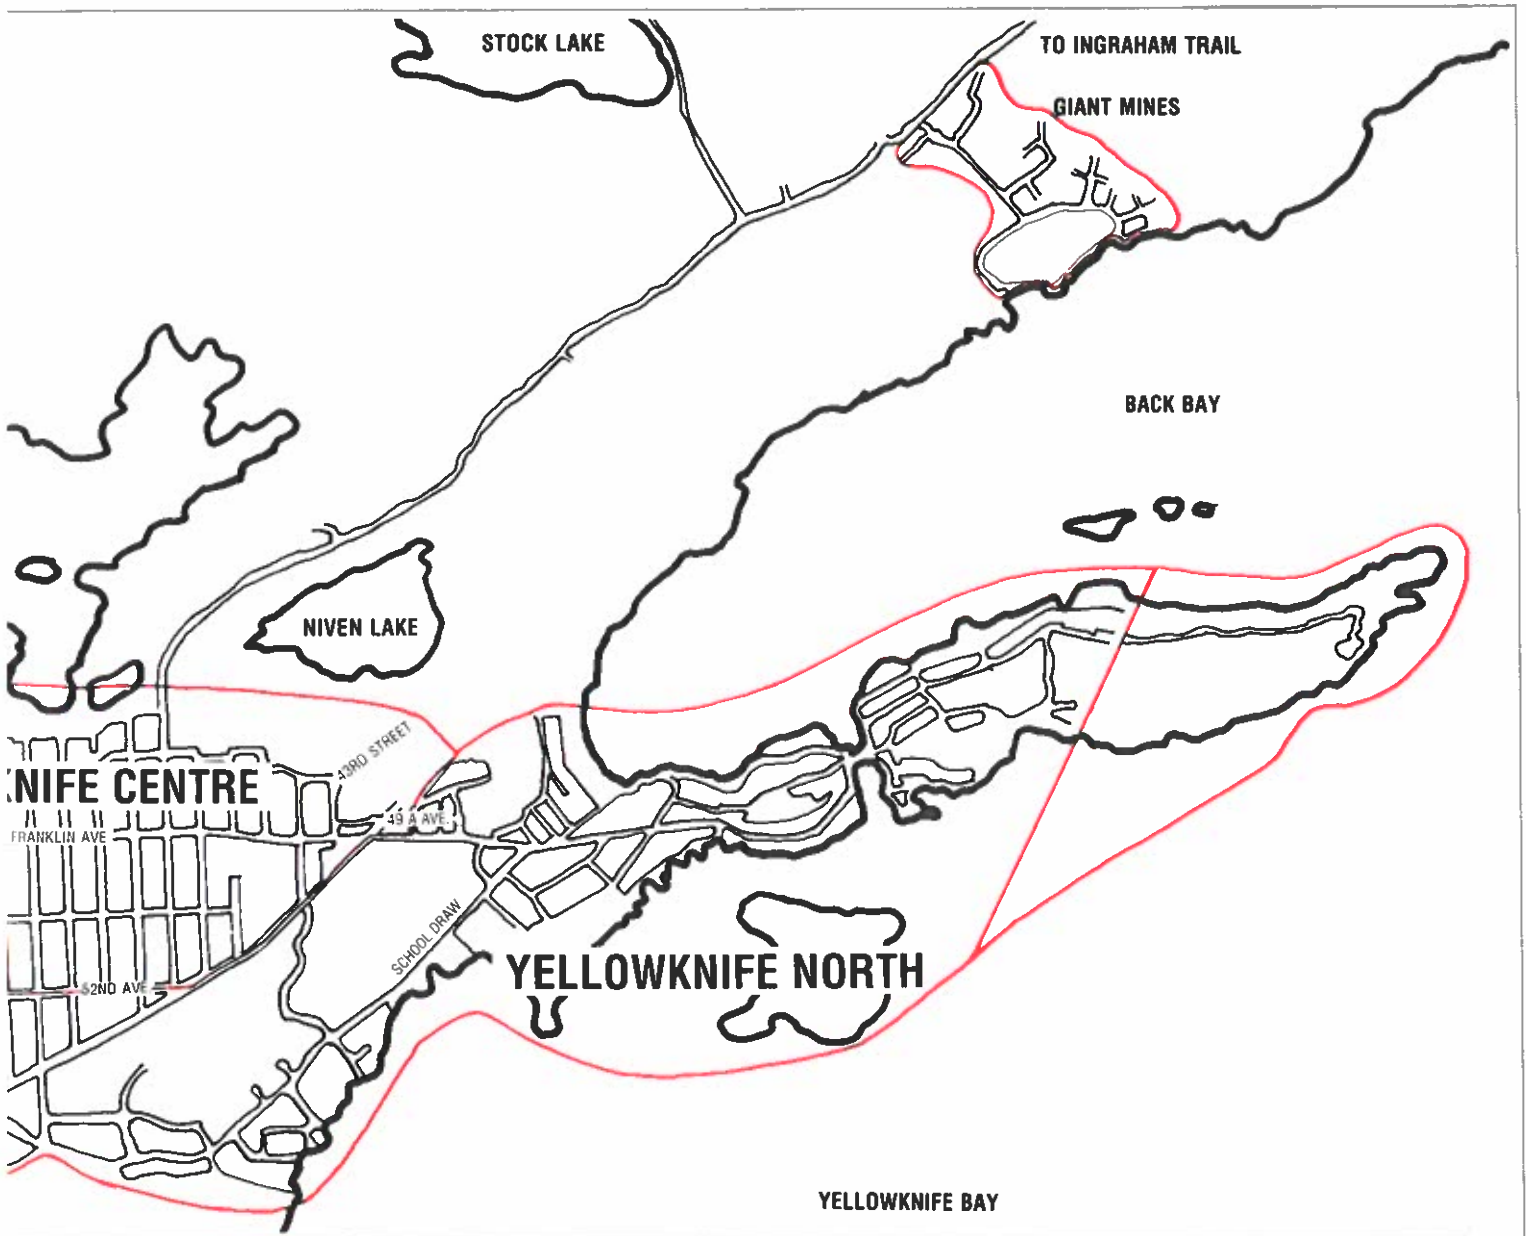 STOCK LAKE
TO INGRAHAM TRAIL
GIANT MINES
BACK BAY
NIVEN LAKE
43RD STREET
KNIFE CENTRE
49 A AVE.
FRANKLIN AVE
SCHOOL DRAW
YELLOWKNIFE NORTH
52ND AVE
YELLOWKNIFE BAY